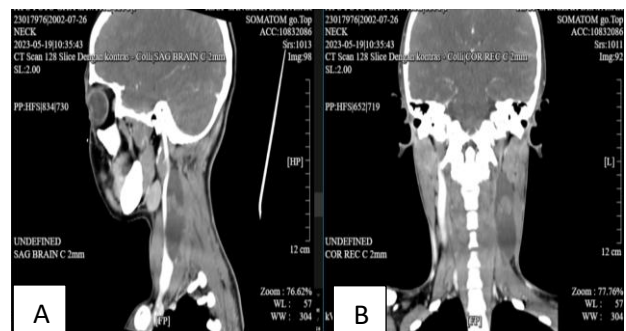 23017976|2002-07-26
NECK
2023-05-19|10:35:43
CT Scan 128 Slice Dengan kontras - Colli|SAG BRAIN C 2mm
SL:2.00
PP:HFS|834|730
SOMATOM go.Top
ACC:10832086
Srs:1013
Img:98
[HP]
12 cm
UNDEFINED
SAG BRAIN C 2mm
Zoom : 76.62%
WL : 57
WW : 304
[FP]
A
23017976|2002-07-26
NECK
2023-05-19|10:35:43
CT Scan 128 Slice Dengan kontras - Colli|COR REC C 2mm
SL:2.00
PP:HFS|652|719
SOMATOM go.Top
ACC:10832086
Srs:1011
Img:92
[L]
12 cm
UNDEFINED
COR REC C 2mm
Zoom : 77.76%
WL : 57
WW : 304
[FP]
B